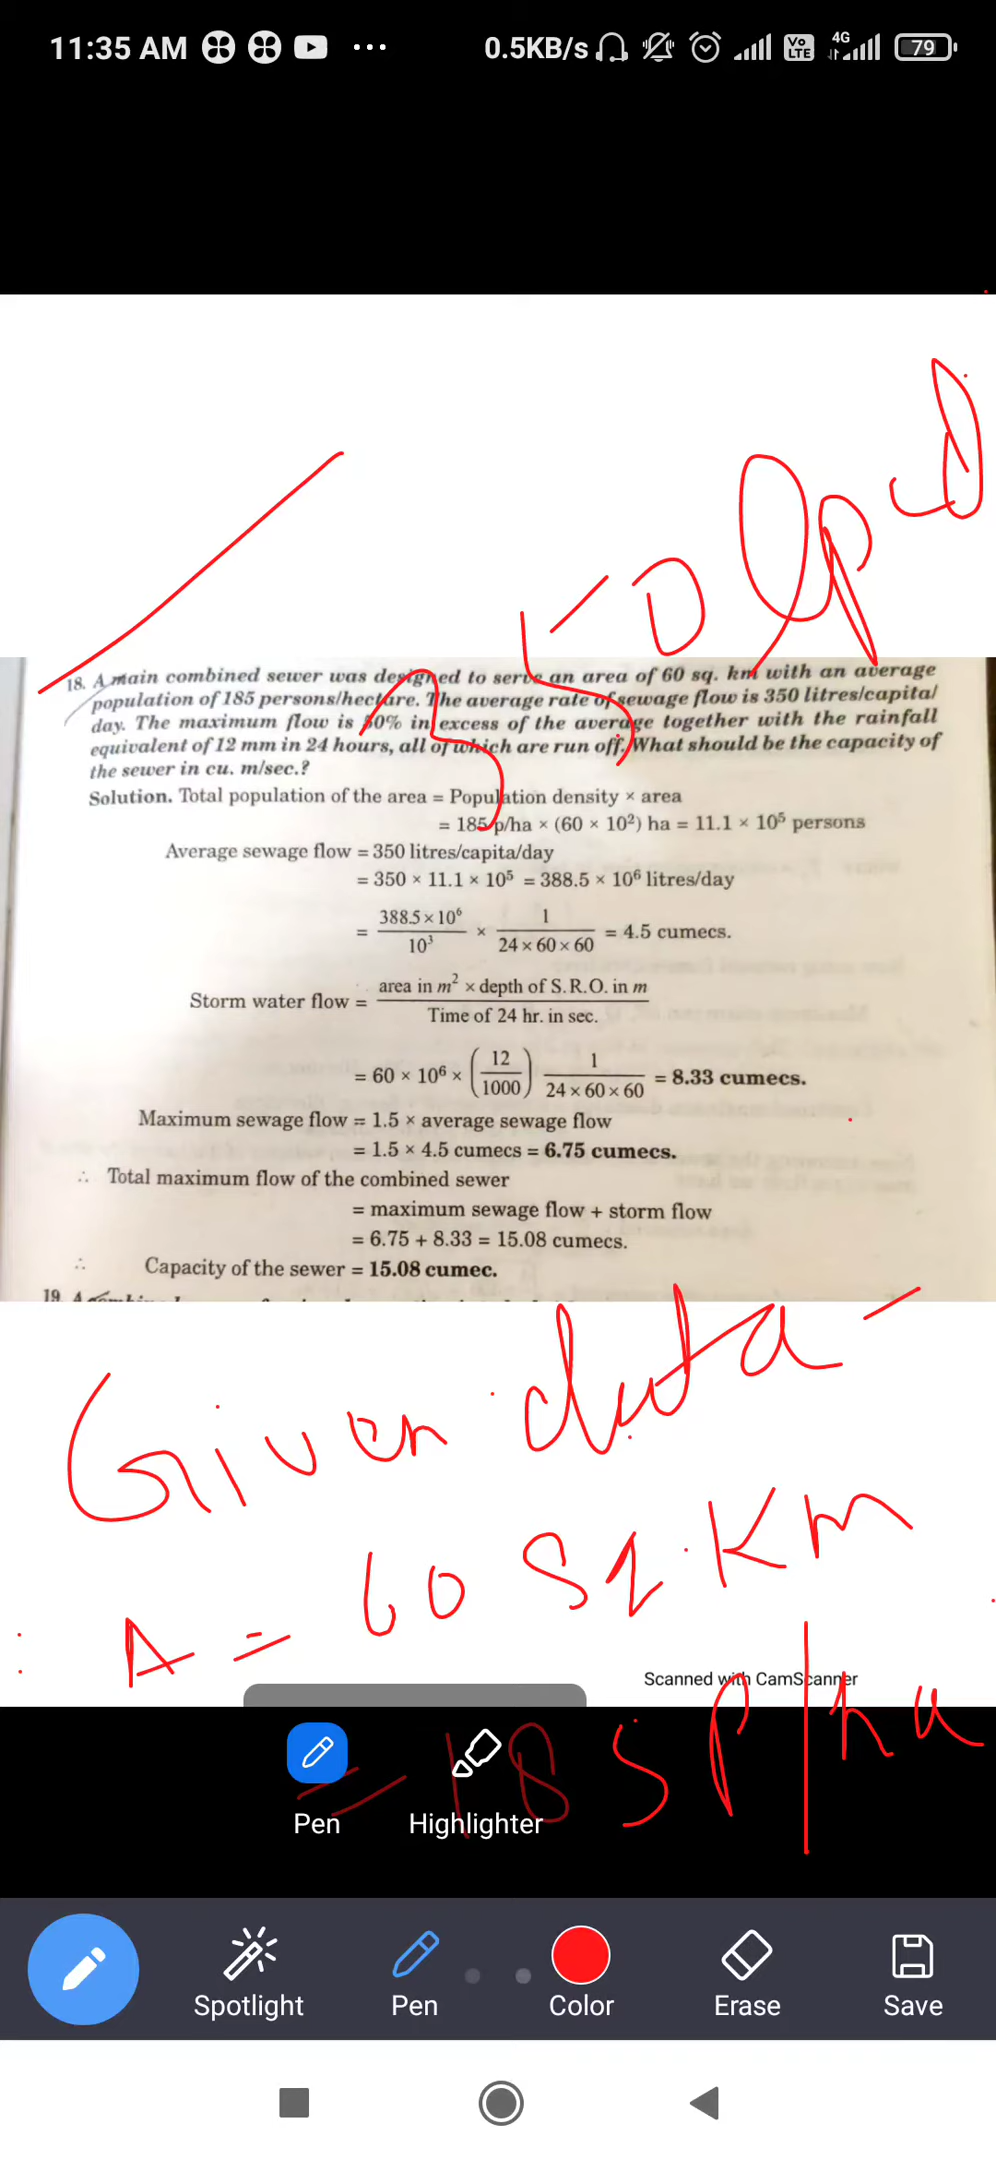 11:35 AM ... 0.5KB/s Vo LTE 4G 79
350 lpcd
18. A main combined sewer was designed to serve an area of 60 sq. km with an average
population of 185 persons/hectare. The average rate of sewage flow is 350 litres/capita/
day. The maximum flow is 50% in excess of the average together with the rainfall
equivalent of 12 mm in 24 hours, all of which are run off. What should be the capacity of
the sewer in cu. m/sec.?
Solution. Total population of the area = Population density × area
= 185 p/ha × (60 × 10²) ha = 11.1 × 10⁵ persons
Average sewage flow = 350 litres/capita/day
= 350 × 11.1 × 10⁵ = 388.5 × 10⁶ litres/day
= 388.5 × 10⁶ / 10³ × 1 / 24 × 60 × 60 = 4.5 cumecs.
Storm water flow = area in m² × depth of S.R.O. in m / Time of 24 hr. in sec.
= 60 × 10⁶ × (12/1000) 1 / 24 × 60 × 60 = 8.33 cumecs.
Maximum sewage flow = 1.5 × average sewage flow
= 1.5 × 4.5 cumecs = 6.75 cumecs.
∴ Total maximum flow of the combined sewer
= maximum sewage flow + storm flow
= 6.75 + 8.33 = 15.08 cumecs.
∴ Capacity of the sewer = 15.08 cumec.
19. A
Given data -
A = 60 Sq. Km
Scanned with CamScanner
= 185 P/ha
Pen Highlighter
Spotlight Pen Color Erase Save